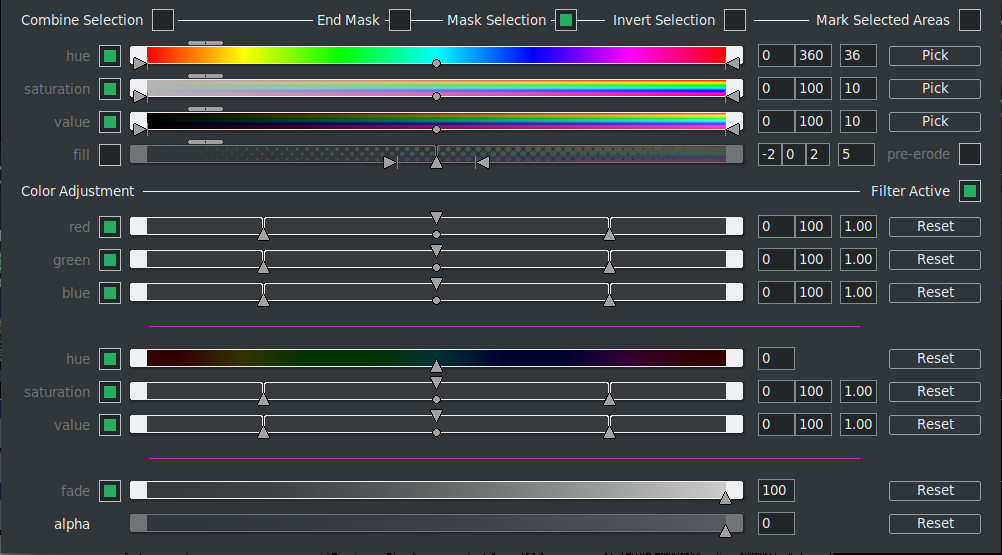 Combine Selection End Mask Mask Selection Invert Selection Mark Selected Areas
hue 0 360 36 Pick
saturation 0 100 10 Pick
value 0 100 10 Pick
fill -2 0 2 5 pre-erode
Color Adjustment Filter Active
red 0 100 1.00 Reset
green 0 100 1.00 Reset
blue 0 100 1.00 Reset
hue 0 Reset
saturation 0 100 1.00 Reset
value 0 100 1.00 Reset
fade 100 Reset
alpha 0 Reset